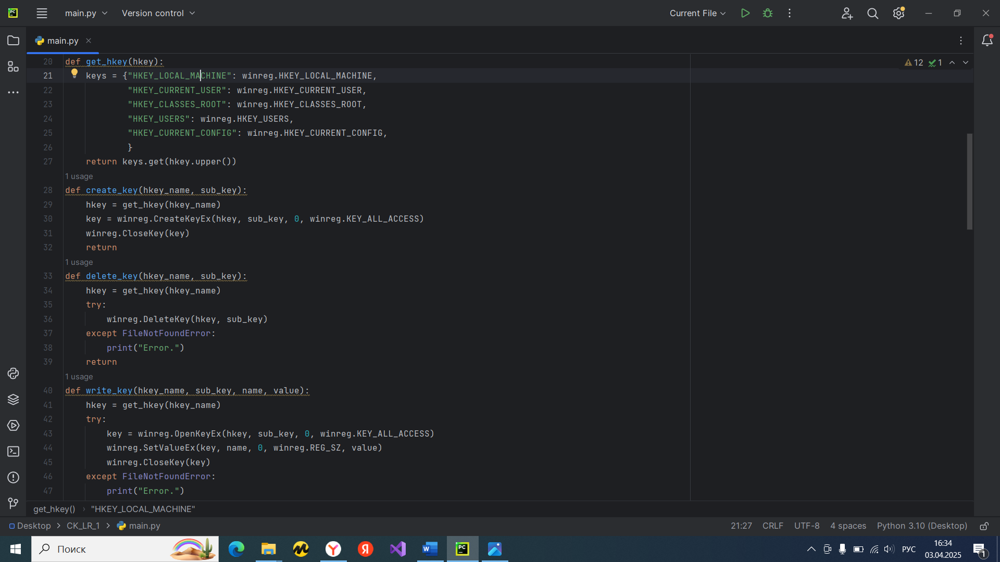 main.py
Version control
Current File
main.py
20 def get_hkey(hkey):
12 1
21 keys = {"HKEY_LOCAL_MACHINE": winreg.HKEY_LOCAL_MACHINE,
22 "HKEY_CURRENT_USER": winreg.HKEY_CURRENT_USER,
23 "HKEY_CLASSES_ROOT": winreg.HKEY_CLASSES_ROOT,
24 "HKEY_USERS": winreg.HKEY_USERS,
25 "HKEY_CURRENT_CONFIG": winreg.HKEY_CURRENT_CONFIG,
26 }
27 return keys.get(hkey.upper())
1 usage
28 def create_key(hkey_name, sub_key):
29 hkey = get_hkey(hkey_name)
30 key = winreg.CreateKeyEx(hkey, sub_key, 0, winreg.KEY_ALL_ACCESS)
31 winreg.CloseKey(key)
32 return
1 usage
33 def delete_key(hkey_name, sub_key):
34 hkey = get_hkey(hkey_name)
35 try:
36 winreg.DeleteKey(hkey, sub_key)
37 except FileNotFoundError:
38 print("Error.")
39 return
1 usage
40 def write_key(hkey_name, sub_key, name, value):
41 hkey = get_hkey(hkey_name)
42 try:
43 key = winreg.OpenKeyEx(hkey, sub_key, 0, winreg.KEY_ALL_ACCESS)
44 winreg.SetValueEx(key, name, 0, winreg.REG_SZ, value)
45 winreg.CloseKey(key)
46 except FileNotFoundError:
47 print("Error.")
get_hkey() › "HKEY_LOCAL_MACHINE"
Desktop > CK_LR_1 > main.py
21:27 CRLF UTF-8 4 spaces Python 3.10 (Desktop)
Поиск
РУС
16:34
03.04.2025
1